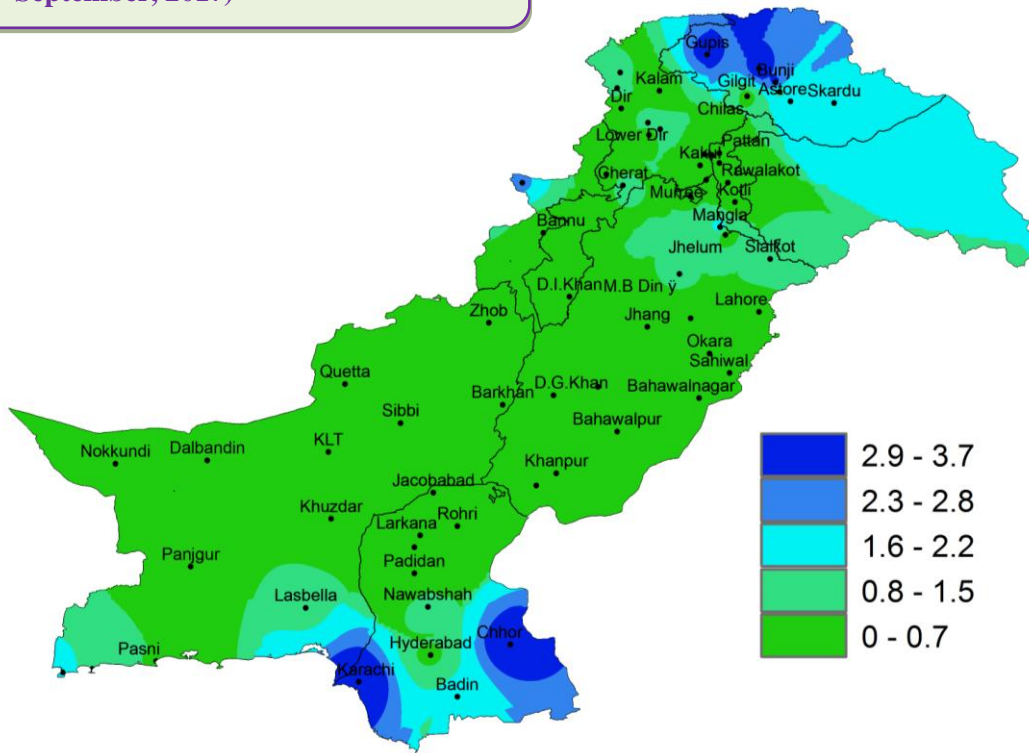 September, 2017)
Gupis
Bunji
Kalam
Gilgit
Astore
Skardu
Dir
Chilas
Lower Dir
Pattan
Kakul
Rawalakot
Cherat
Murree
Kotli
Mangla
Bannu
Jhelum
Sialkot
D.I.Khan
M.B Din ÿ
Lahore
Zhob
Jhang
Okara
Sahiwal
Quetta
D.G.Khan
Bahawalnagar
Barkhan
Sibbi
Bahawalpur
KLT
Nokkundi
Dalbandin
Khanpur
Jacobabad
Khuzdar
Rohri
Larkana
Panjgur
Padidan
Lasbella
Nawabshah
Chhor
Hyderabad
Pasni
Karachi
Badin
2.9 - 3.7
2.3 - 2.8
1.6 - 2.2
0.8 - 1.5
0 - 0.7